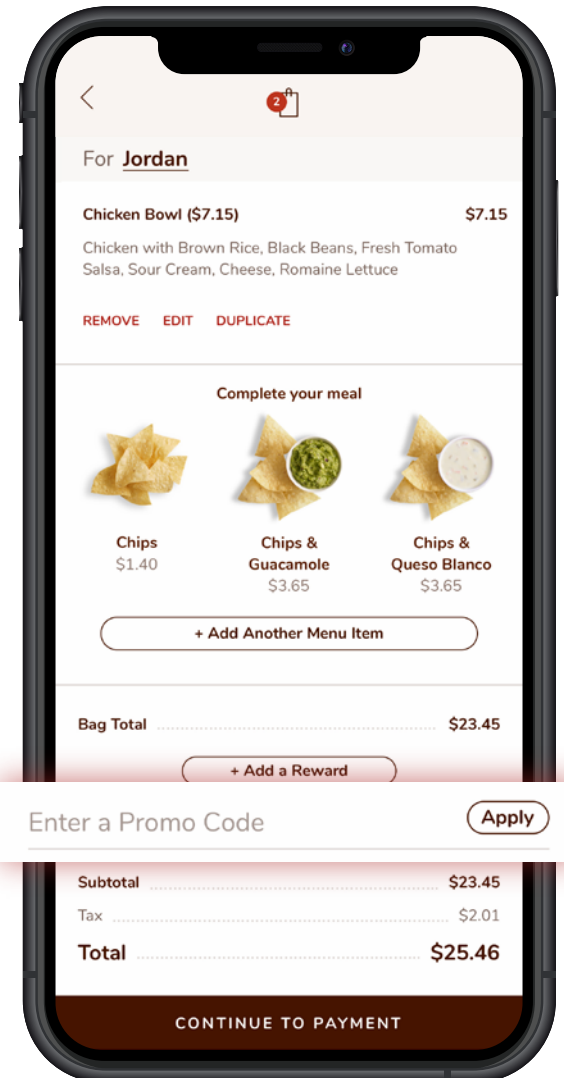 2
For Jordan
Chicken Bowl ($7.15) $7.15
Chicken with Brown Rice, Black Beans, Fresh Tomato
Salsa, Sour Cream, Cheese, Romaine Lettuce
REMOVE EDIT DUPLICATE
Complete your meal
Chips
$1.40
Chips &
Guacamole
$3.65
Chips &
Queso Blanco
$3.65
+ Add Another Menu Item
Bag Total $23.45
+ Add a Reward
Enter a Promo Code Apply
Subtotal $23.45
Tax $2.01
Total $25.46
CONTINUE TO PAYMENT